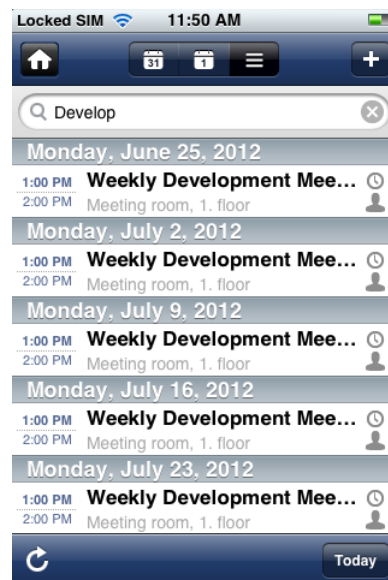 Locked SIM 11:50 AM
31 1
Develop
Monday, June 25, 2012
1:00 PM Weekly Development Mee...
2:00 PM Meeting room, 1. floor
Monday, July 2, 2012
1:00 PM Weekly Development Mee...
2:00 PM Meeting room, 1. floor
Monday, July 9, 2012
1:00 PM Weekly Development Mee...
2:00 PM Meeting room, 1. floor
Monday, July 16, 2012
1:00 PM Weekly Development Mee...
2:00 PM Meeting room, 1. floor
Monday, July 23, 2012
1:00 PM Weekly Development Mee...
2:00 PM Meeting room, 1. floor
Today